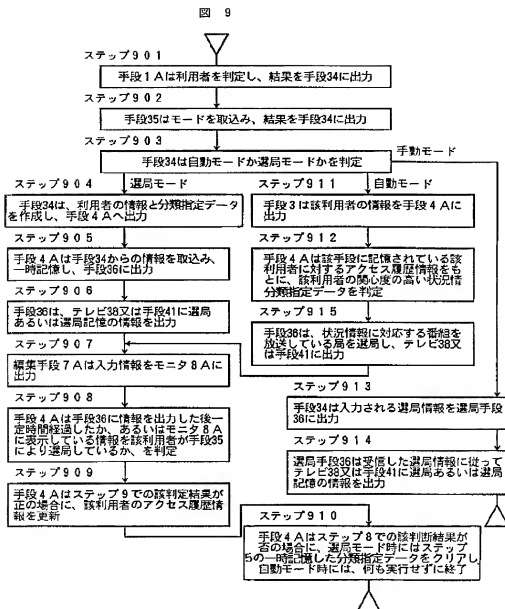 図 9
ステップ901
手段1Aは利用者を判定し、結果を手段34に出力
ステップ902
手段35はモードを取込み、結果を手段34に出力
ステップ903
手段34は自動モードか選局モードかを判定
手動モード
ステップ904
選局モード
手段34は、利用者の情報と分類指定データ
を作成し、手段4Aへ出力
ステップ905
手段4Aは手段34からの情報を取込み、
一時記憶し、手段36に出力
ステップ906
手段36は、テレビ38又は手段41に選局
あるいは選局記憶の情報を出力
ステップ907
編集手段7Aは入力情報をモニタ8Aに
出力
ステップ908
手段4Aは手段36に情報を出力した後一
定時間経過したか、あるいはモニタ8A
に表示している情報を該利用者が手段35
により選局しているか、を判定
ステップ909
手段4Aはステップ9での該判定結果が
正の場合に、該利用者のアクセス履歴情
報を更新
ステップ911
自動モード
手段3は該利用者の情報を手段4Aに
出力
ステップ912
手段4Aは該手段に記憶されている該
利用者に対するアクセス履歴情報をも
とに、該利用者の関心度の高い状況情
分類指定データを判定
ステップ915
手段36は、状況情報に対応する番組を
放送している局を選局し、テレビ38又
は手段41に出力
ステップ913
手段34は入力される選局情報を選局手段
36に出力
ステップ914
選局手段36は受信した選局情報に従って
テレビ38又は手段41に選局あるいは選局
記憶の情報を出力
ステップ910
手段4Aはステップ8での該判断結果が
否の場合に、選局モード時にはステップ
5の一時記憶した分類指定データをクリアし、
自動モード時には、何も実行せずに終了